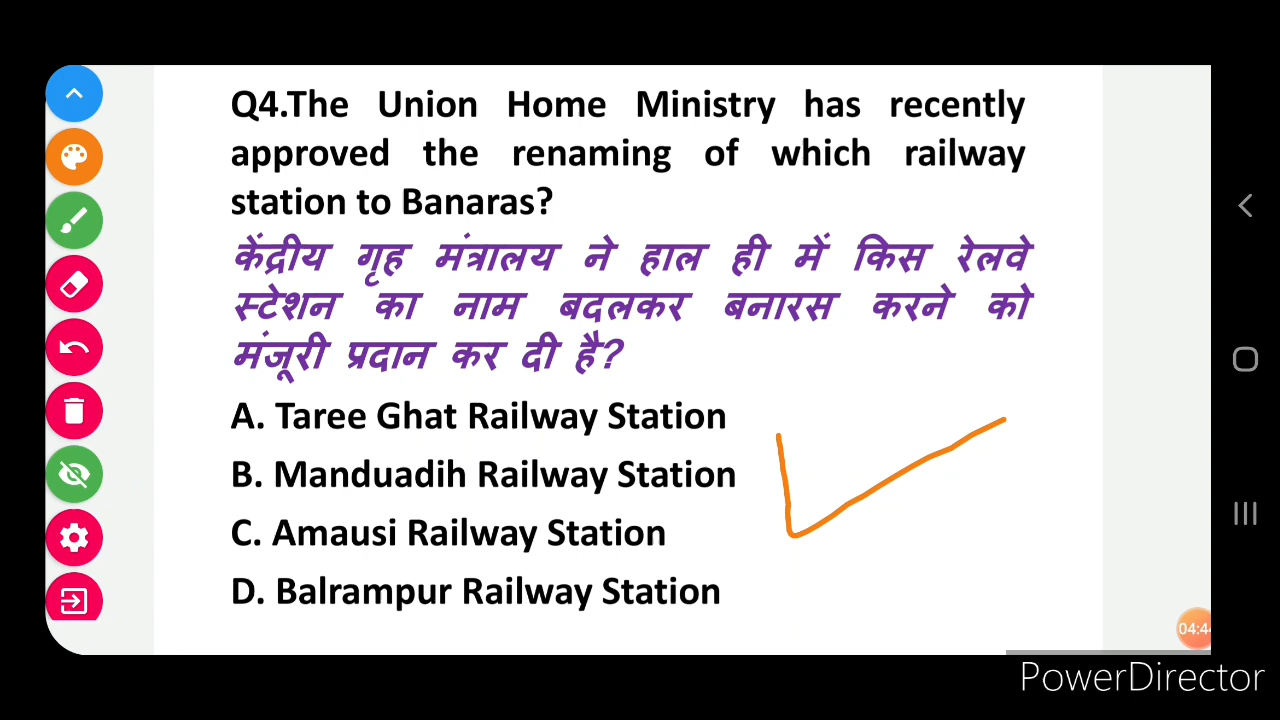 Q4.The Union Home Ministry has recently
approved the renaming of which railway
station to Banaras?
केंद्रीय गृह मंत्रालय ने हाल ही में किस रेलवे
स्टेशन का नाम बदलकर बनारस करने को
मंजूरी प्रदान कर दी है?
A. Taree Ghat Railway Station
B. Manduadih Railway Station
C. Amausi Railway Station
D. Balrampur Railway Station
PowerDirector